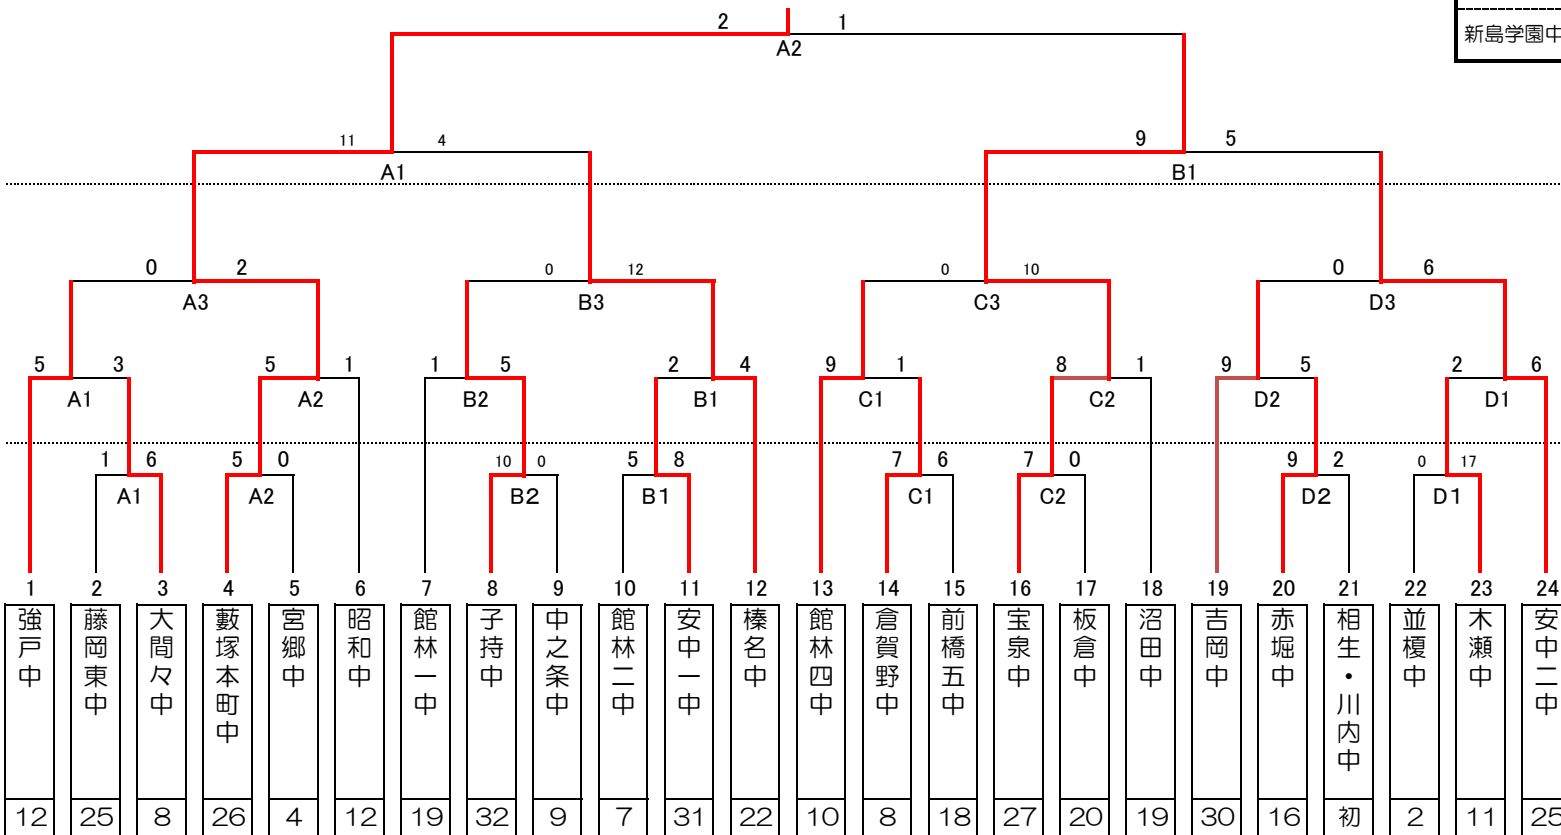 新島学園中
2 1
A2
11 4 9 5
A1 B1
0 2 0 12 0 10 0 6
A3 B3 C3 D3
5 3 5 1 1 5 2 4 9 1 8 1 9 5 2 6
A1 A2 B2 B1 C1 C2 D2 D1
1 6 5 0 10 0 5 8 7 6 7 0 9 2 0 17
A1 A2 B2 B1 C1 C2 D2 D1
1 2 3 4 5 6 7 8 9 10 11 12 13 14 15 16 17 18 19 20 21 22 23 24
強戸中
藤岡東中
大間々中
藪塚本町中
宮郷中
昭和中
館林一中
子持中
中之条中
館林二中
安中一中
榛名中
館林四中
倉賀野中
前橋五中
宝泉中
板倉中
沼田中
吉岡中
赤堀中
相生・川内中
並榎中
木瀬中
安中二中
12 25 8 26 4 12 19 32 9 7 31 22 10 8 18 27 20 19 30 16 初 2 11 25